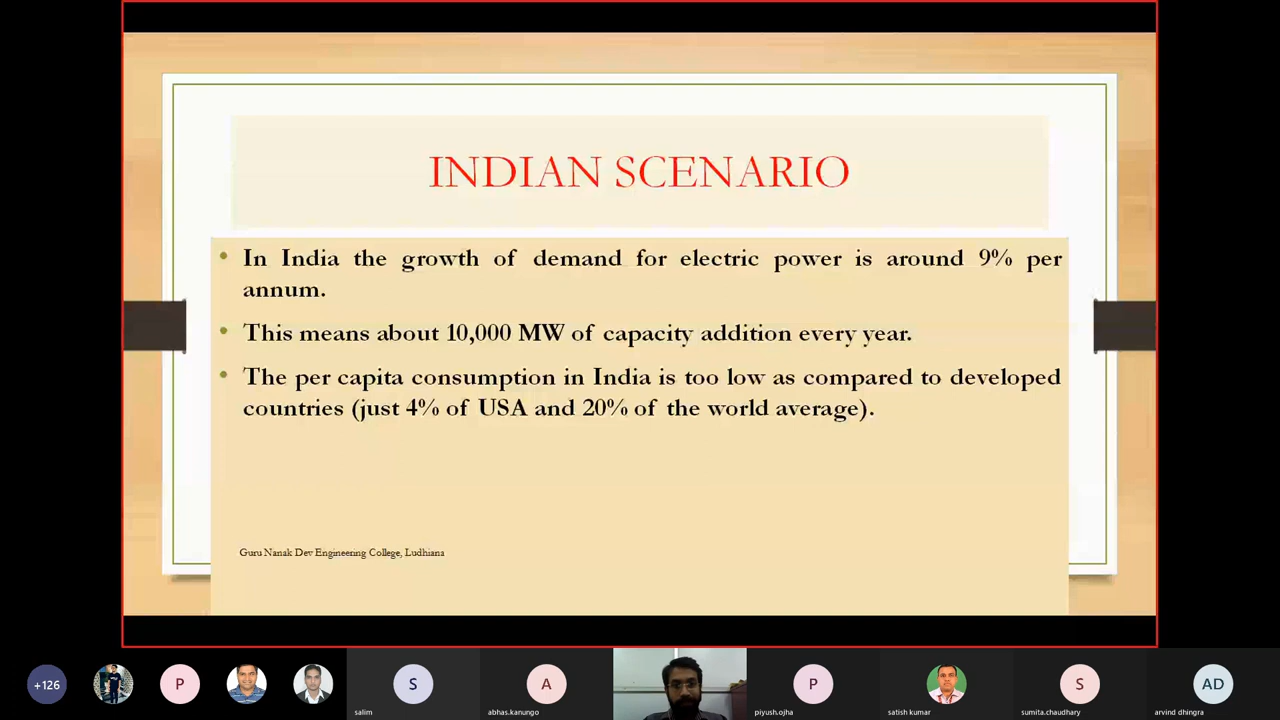 INDIAN SCENARIO
• In India the growth of demand for electric power is around 9% per
annum.
• This means about 10,000 MW of capacity addition every year.
• The per capita consumption in India is too low as compared to developed
countries (just 4% of USA and 20% of the world average).
Guru Nanak Dev Engineering College, Ludhiana
+126
P
S
A
P
S
AD
salim
abhas.kanungo
piyush.ojha
satish kumar
sumita.chaudhary
arvind dhingra